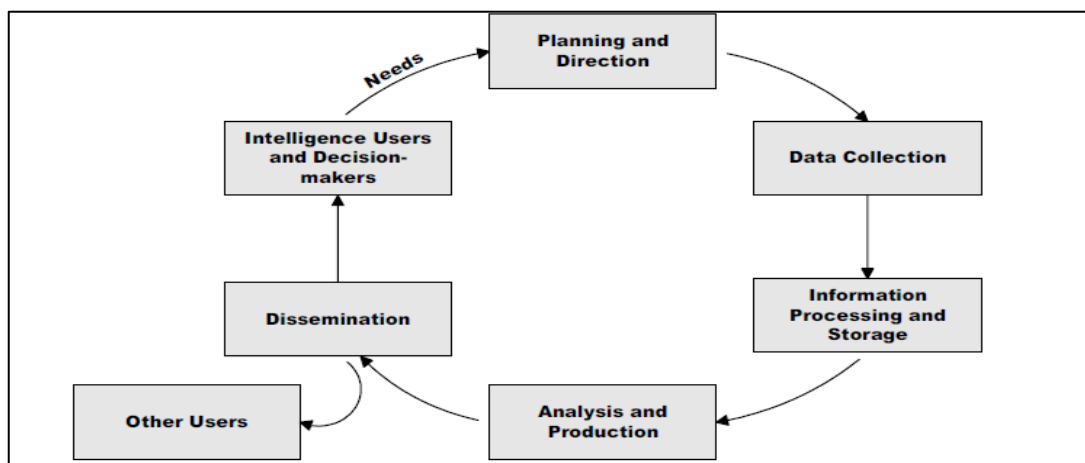 Planning and
Direction
Needs
Intelligence Users
and Decision-
makers
Data Collection
Information
Processing and
Storage
Dissemination
Analysis and
Production
Other Users